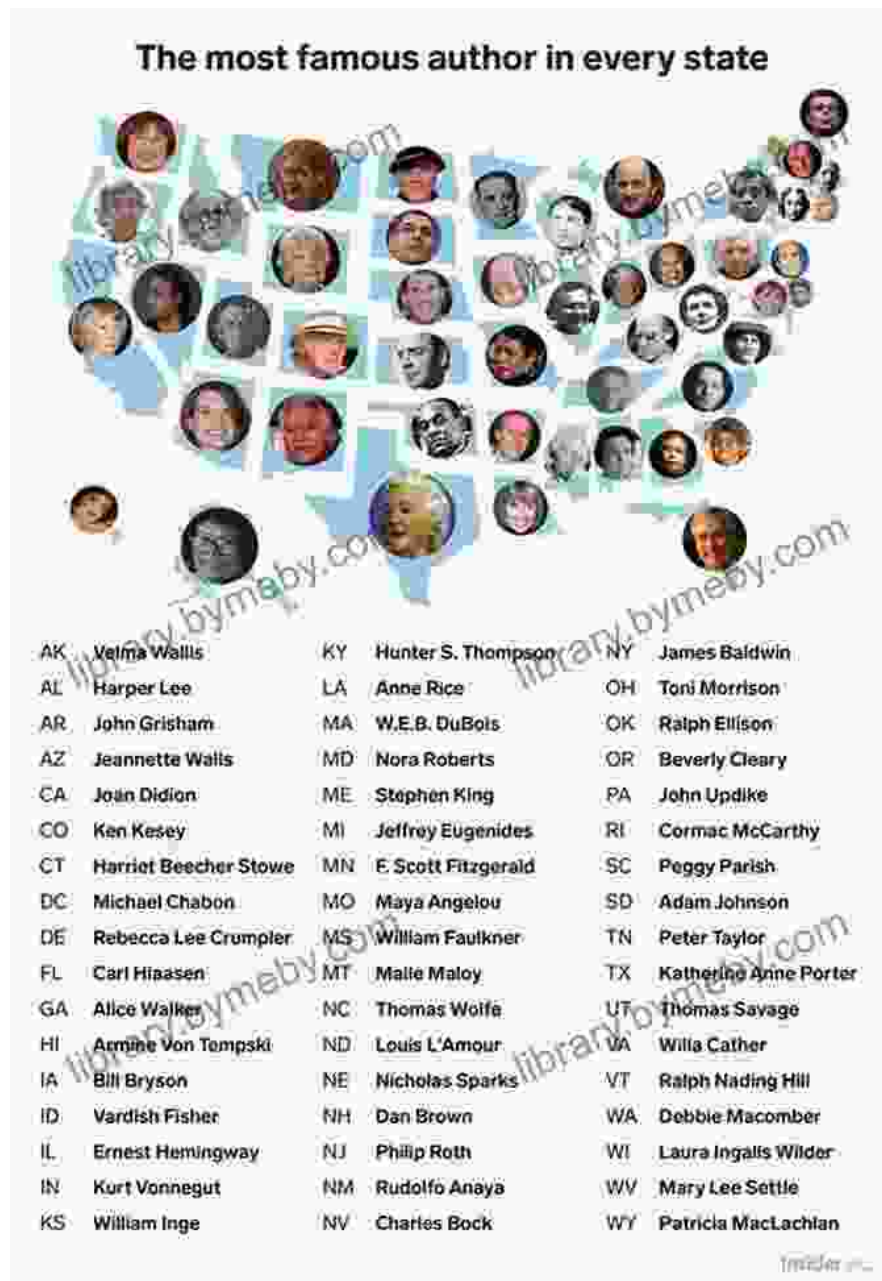 The most famous author in every state
library.bymeby.com
library.bymeby.com
library.bymeby.com
library.bymeby.com
AK Velma Wallis
AL Harper Lee
AR John Grisham
AZ Jeannette Walls
CA Joan Didion
CO Ken Kesey
CT Harriet Beecher Stowe
DC Michael Chabon
DE Rebecca Lee Crumpler
FL Carl Hiaasen
GA Alice Walker
HI Armine Von Tempski
IA Bill Bryson
ID Vardish Fisher
IL Ernest Hemingway
IN Kurt Vonnegut
KS William Inge
KY Hunter S. Thompson
LA Anne Rice
MA W.E.B. DuBois
MD Nora Roberts
ME Stephen King
MI Jeffrey Eugenides
MN F. Scott Fitzgerald
MO Maya Angelou
MS William Faulkner
MT Maile Maloy
NC Thomas Wolfe
ND Louis L'Amour
NE Nicholas Sparks
NH Dan Brown
NJ Philip Roth
NM Rudolfo Anaya
NV Charles Bock
NY James Baldwin
OH Toni Morrison
OK Ralph Ellison
OR Beverly Cleary
PA John Updike
RI Cormac McCarthy
SC Peggy Parish
SD Adam Johnson
TN Peter Taylor
TX Katherine Anne Porter
UT Thomas Savage
VA Willa Cather
VT Ralph Nading Hill
WA Debbie Macomber
WI Laura Ingalls Wilder
WV Mary Lee Settle
WY Patricia MacLachlan
library.bymeby.com
library.bymeby.com